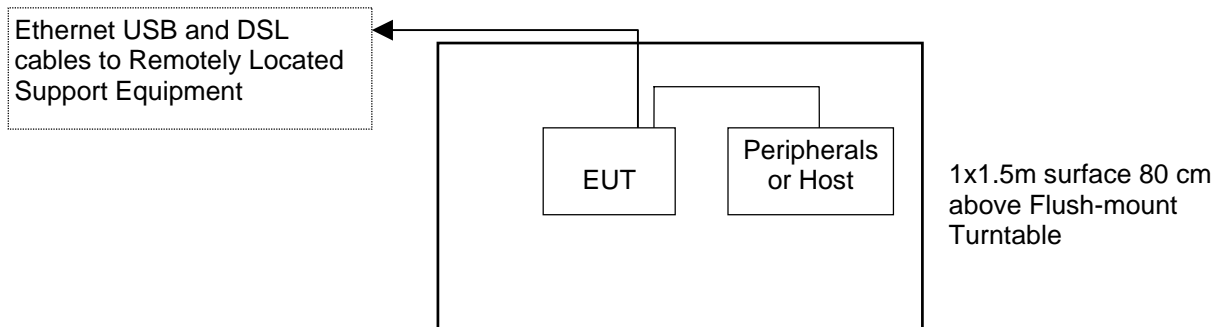 Ethernet USB and DSL
cables to Remotely Located
Support Equipment
EUT
Peripherals
or Host
1x1.5m surface 80 cm
above Flush-mount
Turntable